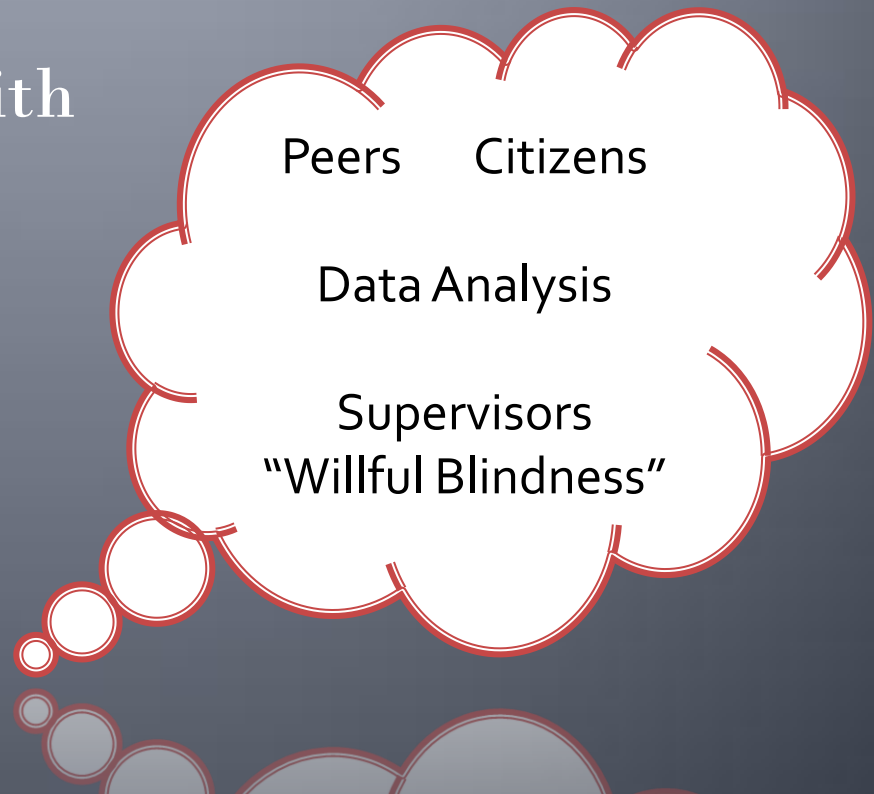 ith
Peers Citizens
Data Analysis
Supervisors
“Willful Blindness”